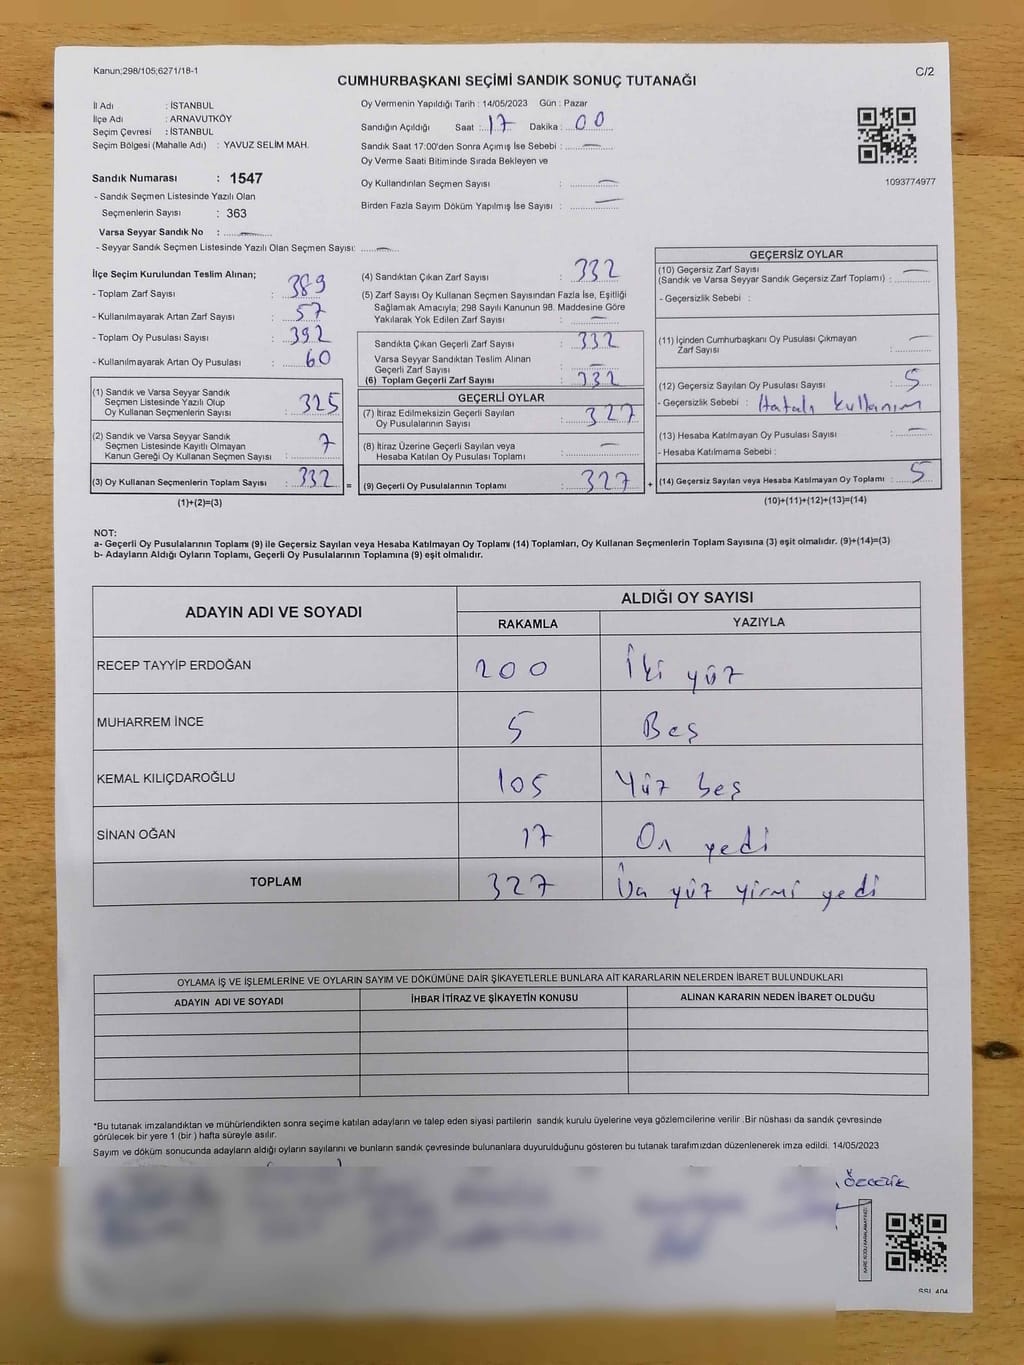 Kanun;298/105;6271/18-1
C/2
CUMHURBAŞKANI SEÇİMİ SANDIK SONUÇ TUTANAĞI
İl Adı : İSTANBUL
İlçe Adı : ARNAVUTKÖY
Seçim Çevresi : İSTANBUL
Seçim Bölgesi (Mahalle Adı) : YAVUZ SELİM MAH.
Sandık Numarası : 1547
- Sandık Seçmen Listesinde Yazılı Olan
Seçmenlerin Sayısı : 363
Varsa Seyyar Sandık No : —
- Seyyar Sandık Seçmen Listesinde Yazılı Olan Seçmen Sayısı: —
Oy Vermenin Yapıldığı Tarih : 14/05/2023 Gün : Pazar
Sandığın Açıldığı Saat : 17 Dakika : 00
Sandık Saat 17:00'den Sonra Açımış İse Sebebi : —
Oy Verme Saati Bitiminde Sırada Bekleyen ve
Oy Kullandırılan Seçmen Sayısı : —
Birden Fazla Sayım Döküm Yapılmış İse Sayısı : —
1093774977
İlçe Seçim Kurulundan Teslim Alınan;
- Toplam Zarf Sayısı : 389
- Kullanılmayarak Artan Zarf Sayısı : 57
- Toplam Oy Pusulası Sayısı : 392
- Kullanılmayarak Artan Oy Pusulası : 60
(1) Sandık ve Varsa Seyyar Sandık
Seçmen Listesinde Yazılı Olup
Oy Kullanan Seçmenlerin Sayısı : 325
(2) Sandık ve Varsa Seyyar Sandık
Seçmen Listesinde Kayıtlı Olmayan
Kanun Gereği Oy Kullanan Seçmen Sayısı : 7
(3) Oy Kullanan Seçmenlerin Toplam Sayısı : 332
(1)+(2)=(3)
(4) Sandıktan Çıkan Zarf Sayısı : 332
(5) Zarf Sayısı Oy Kullanan Seçmen Sayısından Fazla İse, Eşitliği
Sağlamak Amacıyla; 298 Sayılı Kanunun 98. Maddesine Göre
Yakılarak Yok Edilen Zarf Sayısı : —
Sandıkta Çıkan Geçerli Zarf Sayısı : 332
Varsa Seyyar Sandıktan Teslim Alınan
Geçerli Zarf Sayısı : —
(6) Toplam Geçerli Zarf Sayısı : 332
GEÇERLİ OYLAR
(7) İtiraz Edilmeksizin Geçerli Sayılan
Oy Pusulasının Sayısı : 327
(8) İtiraz Üzerine Geçerli Sayılan veya
Hesaba Katılan Oy Pusulası Toplamı : —
= (9) Geçerli Oy Pusulalarının Toplamı : 327 +
GEÇERSİZ OYLAR
(10) Geçersiz Zarf Sayısı
(Sandık ve Varsa Seyyar Sandık Geçersiz Zarf Toplamı) : —
- Geçersizlik Sebebi :
(11) İçinden Cumhurbaşkanı Oy Pusulası Çıkmayan
Zarf Sayısı : —
(12) Geçersiz Sayılan Oy Pusulası Sayısı : 5
- Geçersizlik Sebebi : Hatalı kullanım
(13) Hesaba Katılmayan Oy Pusulası Sayısı : —
- Hesaba Katılmama Sebebi :
(14) Geçersiz Sayılan veya Hesaba Katılmayan Oy Toplamı : 5
(10)+(11)+(12)+(13)=(14)
NOT:
a- Geçerli Oy Pusulalarının Toplamı (9) ile Geçersiz Sayılan veya Hesaba Katılmayan Oy Toplamı (14) Toplamları, Oy Kullanan Seçmenlerin Toplam Sayısına (3) eşit olmalıdır. (9)+(14)=(3)
b- Adayların Aldığı Oyların Toplamı, Geçerli Oy Pusulalarının Toplamına (9) eşit olmalıdır.
ADAYIN ADI VE SOYADI
ALDIĞI OY SAYISI
RAKAMLA YAZIYLA
RECEP TAYYİP ERDOĞAN 200 İki yüz
MUHARREM İNCE 5 Beş
KEMAL KILIÇDAROĞLU 105 Yüz beş
SİNAN OĞAN 17 On yedi
TOPLAM 327 Üç yüz yirmi yedi
OYLAMA İŞ VE İŞLEMLERİNE VE OYLARIN SAYIM VE DÖKÜMÜNE DAİR ŞİKAYETLERLE BUNLARA AİT KARARLARIN NELERDEN İBARET BULUNDUKLARI
ADAYIN ADI VE SOYADI İHBAR İTİRAZ VE ŞİKAYETİN KONUSU ALINAN KARARIN NEDEN İBARET OLDUĞU
*Bu tutanak imzalandıktan ve mühürlendikten sonra seçime katılan adayların ve talep eden siyasi partilerin sandık kurulu üyelerine veya gözlemcilerine verilir .Bir nüshası da sandık çevresinde
görülecek bir yere 1 (bir ) hafta süreyle asılır.
Sayım ve döküm sonucunda adayların aldığı oyların sayılarını ve bunların sandık çevresinde bulunanlara duyurulduğunu gösteren bu tutanak tarafımızdan düzenlenerek imza edildi. 14/05/2023